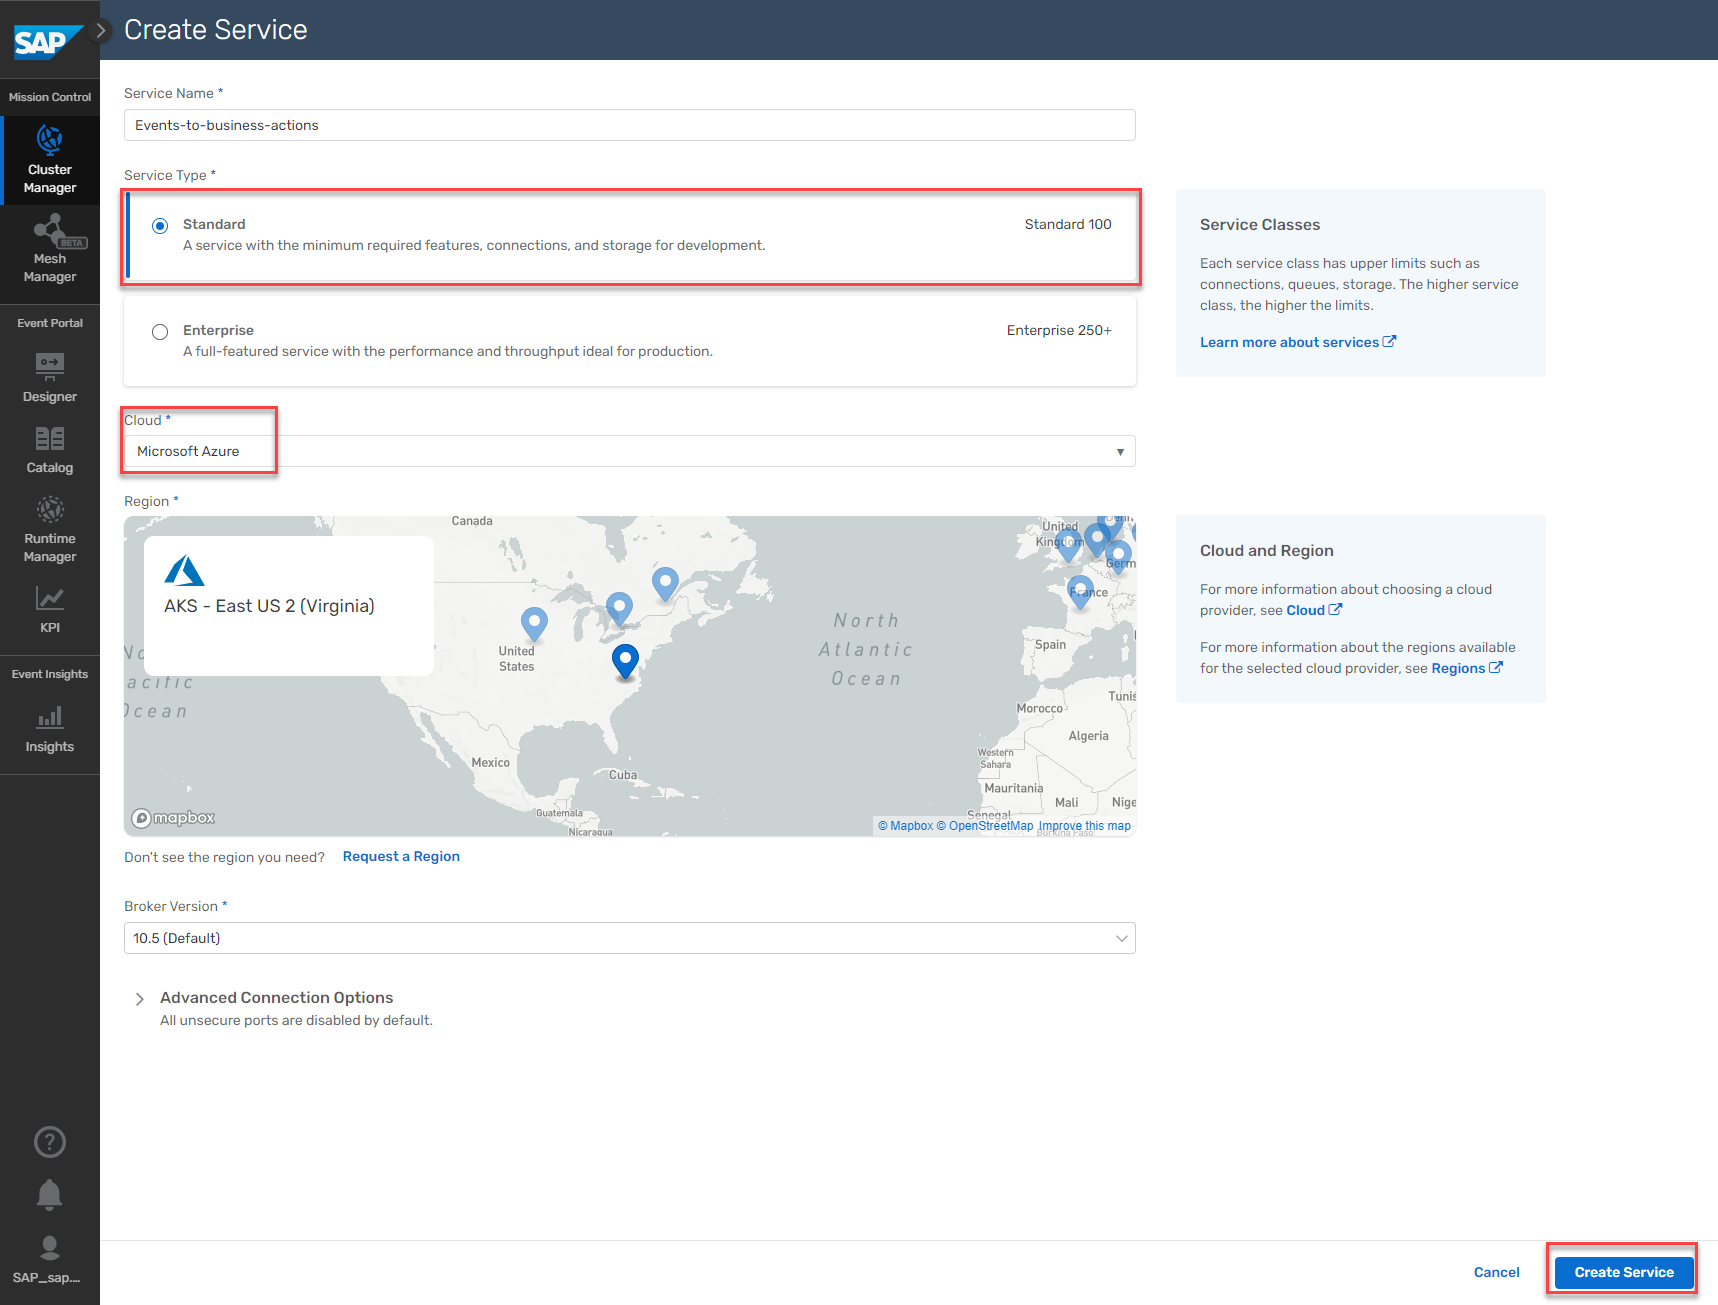 SAP
Create Service
Mission Control
Cluster
Manager
BETA
Mesh
Manager
Event Portal
Designer
Catalog
Runtime
Manager
KPI
Event Insights
Insights
SAP_sap....
Service Name *
Events-to-business-actions
Service Type *
Standard
Standard 100
A service with the minimum required features, connections, and storage for development.
Enterprise
Enterprise 250+
A full-featured service with the performance and throughput ideal for production.
Service Classes
Each service class has upper limits such as
connections, queues, storage. The higher service
class, the higher the limits.
Learn more about services
Cloud *
Microsoft Azure
Region *
AKS - East US 2 (Virginia)
Canada
United
States
Mexico
Cuba
Guatemala
Nicaragua
North
Atlantic
Ocean
acific
cean
United
Kingdom
Germ
France
Spain
Tunis
Morocco
Algeria
Western
Sahara
Mauritania
Mali
Nige
Senegal
Burkina Faso
mapbox
© Mapbox © OpenStreetMap Improve this map
Cloud and Region
For more information about choosing a cloud
provider, see Cloud
For more information about the regions available
for the selected cloud provider, see Regions
Don't see the region you need? Request a Region
Broker Version *
10.5 (Default)
Advanced Connection Options
All unsecure ports are disabled by default.
Cancel
Create Service